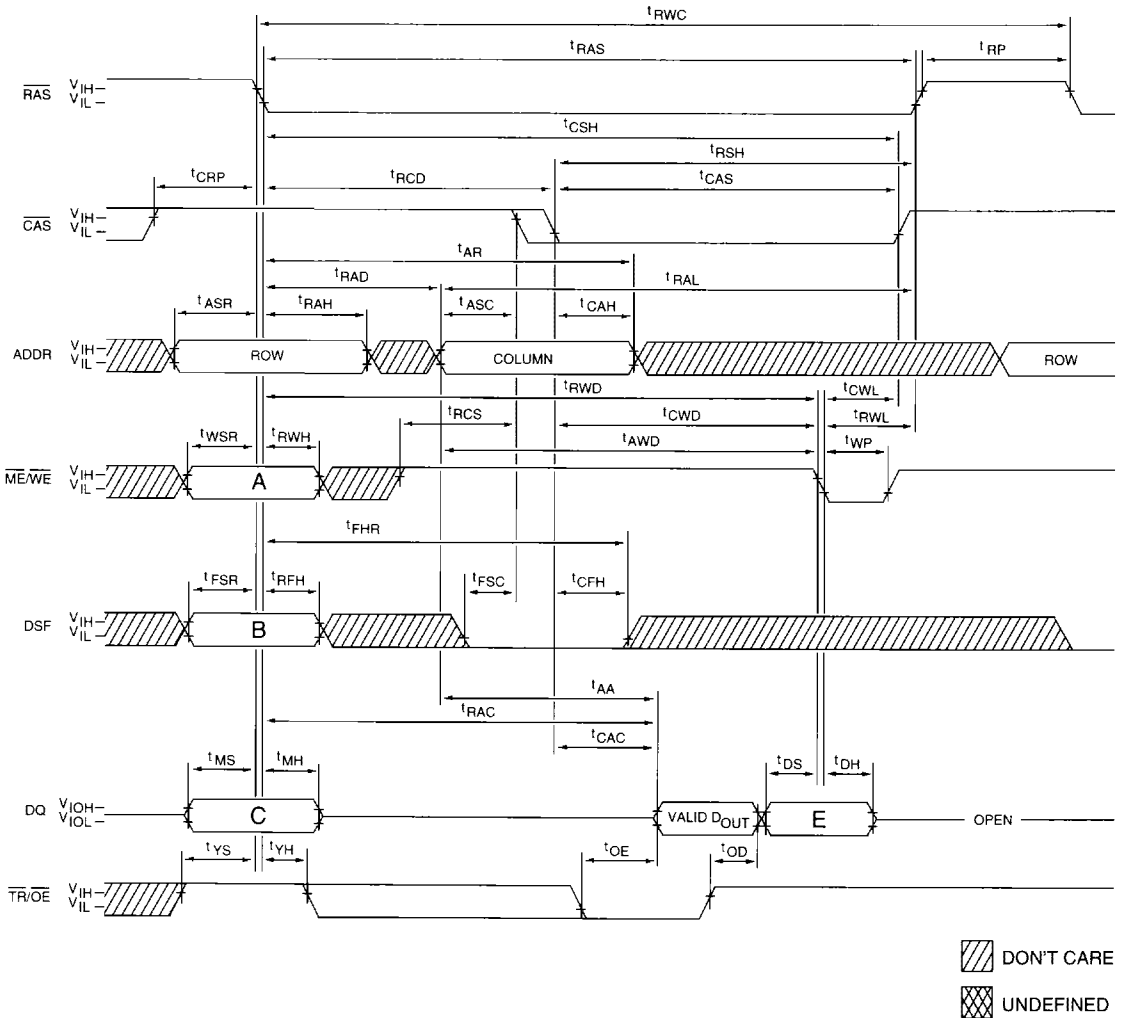 tRWC
tRAS
tRP
RAS VIH
VIL
tCSH
tRSH
tCRP
tRCD
tCAS
CAS VIH
VIL
tAR
tRAD
tRAL
tASR
tRAH
tASC
tCAH
ADDR VIH
VIL
ROW
COLUMN
ROW
tRWD
tCWL
tRCS
tCWD
tRWL
tWSR
tRWH
tAWD
tWP
ME/WE VIH
VIL
A
tFHR
tFSR
tRFH
tFSC
tCFH
DSF VIH
VIL
B
tAA
tRAC
tCAC
tMS
tMH
tDS
tDH
DQ VIOH
VIOL
C
VALID DOUT
E
OPEN
tYS
tYH
tOE
tOD
TR/OE VIH
VIL
DON'T CARE
UNDEFINED